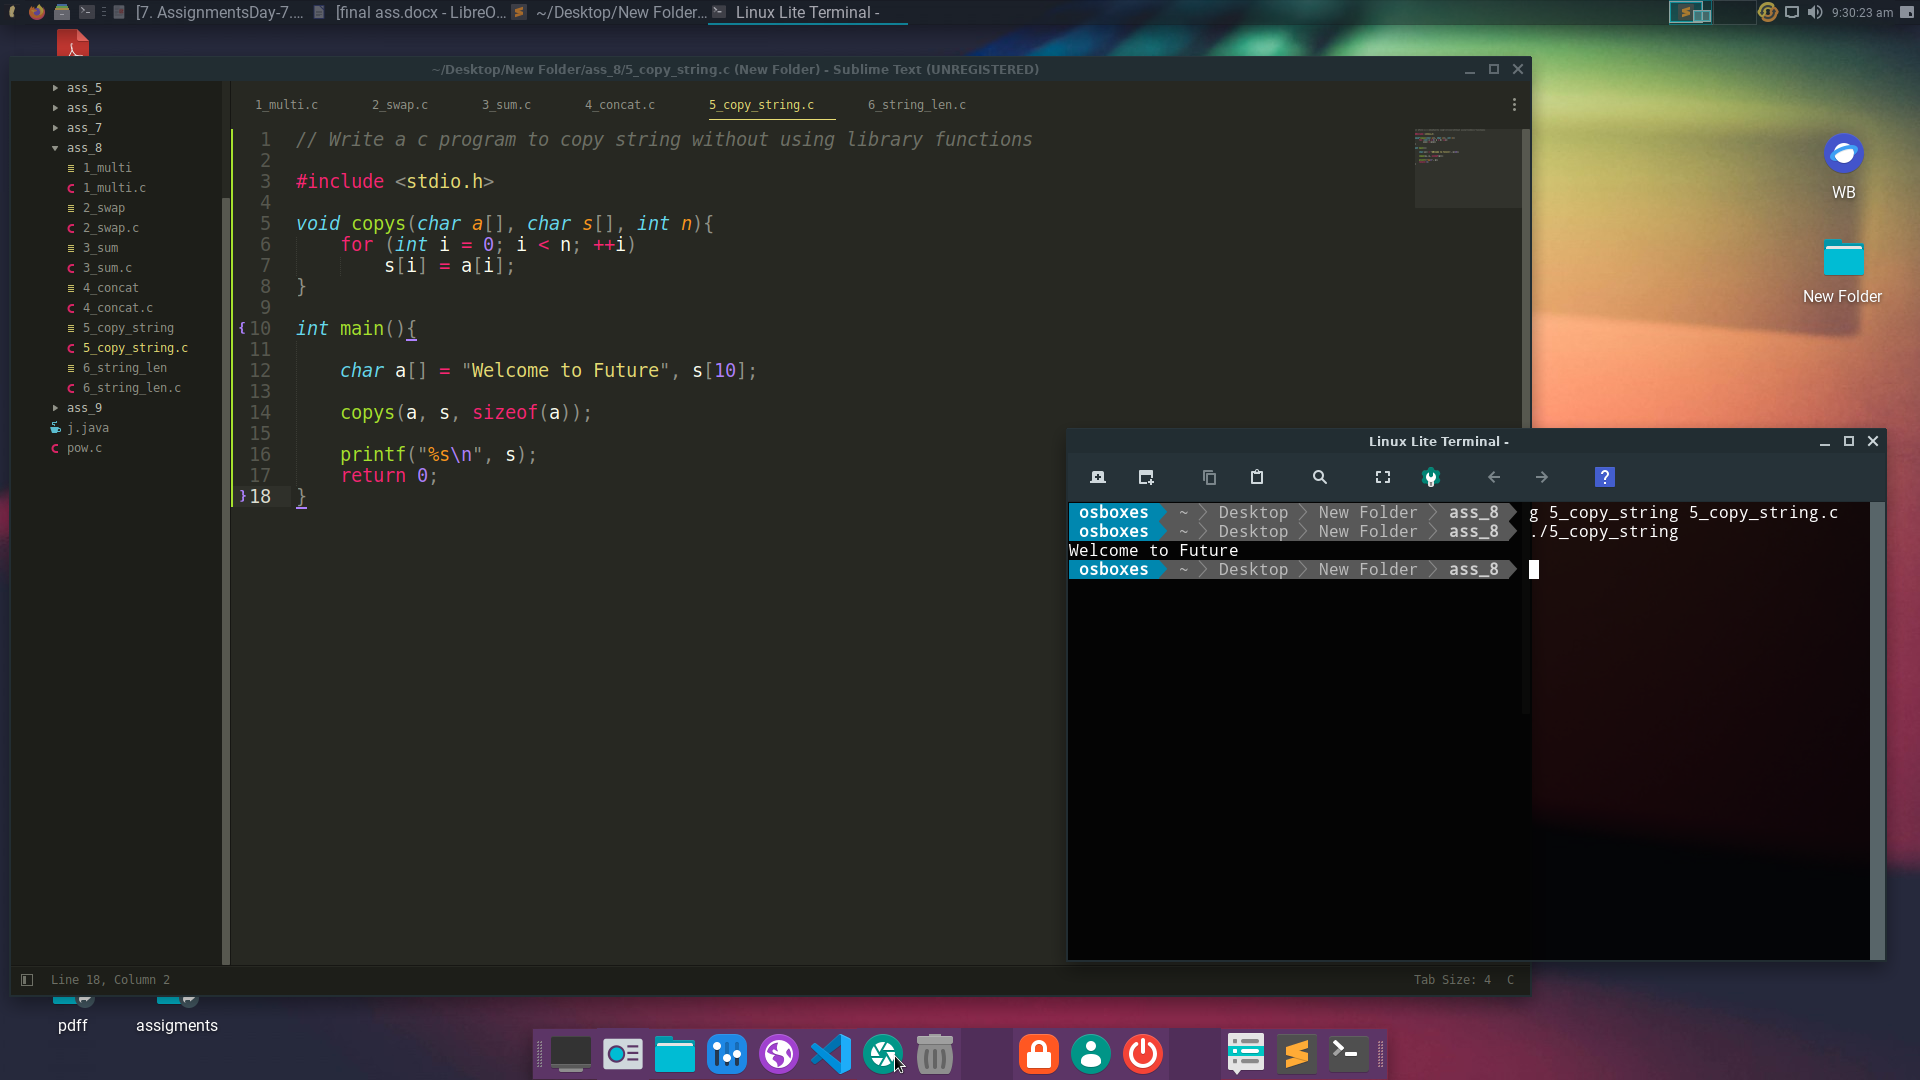 [7. AssignmentsDay-7.... [final ass.docx - LibreO... ~/Desktop/New Folder... Linux Lite Terminal - 9:30:23 am
~/Desktop/New Folder/ass_8/5_copy_string.c (New Folder) - Sublime Text (UNREGISTERED)
ass_5
ass_6
ass_7
ass_8
1_multi
1_multi.c
2_swap
2_swap.c
3_sum
3_sum.c
4_concat
4_concat.c
5_copy_string
5_copy_string.c
6_string_len
6_string_len.c
ass_9
j.java
pow.c
1_multi.c 2_swap.c 3_sum.c 4_concat.c 5_copy_string.c 6_string_len.c
1 // Write a c program to copy string without using library functions
2
3 #include <stdio.h>
4
5 void copys(char a[], char s[], int n){
6 for (int i = 0; i < n; ++i)
7 s[i] = a[i];
8 }
9
{ 10 int main(){
11
12 char a[] = "Welcome to Future", s[10];
13
14 copys(a, s, sizeof(a));
15
16 printf("%s\n", s);
17 return 0;
} 18 }
Line 18, Column 2
Tab Size: 4 C
WB
New Folder
Linux Lite Terminal -
?
osboxes ~ Desktop New Folder ass_8 g 5_copy_string 5_copy_string.c
osboxes ~ Desktop New Folder ass_8 ./5_copy_string
Welcome to Future
osboxes ~ Desktop New Folder ass_8
pdff
assigments